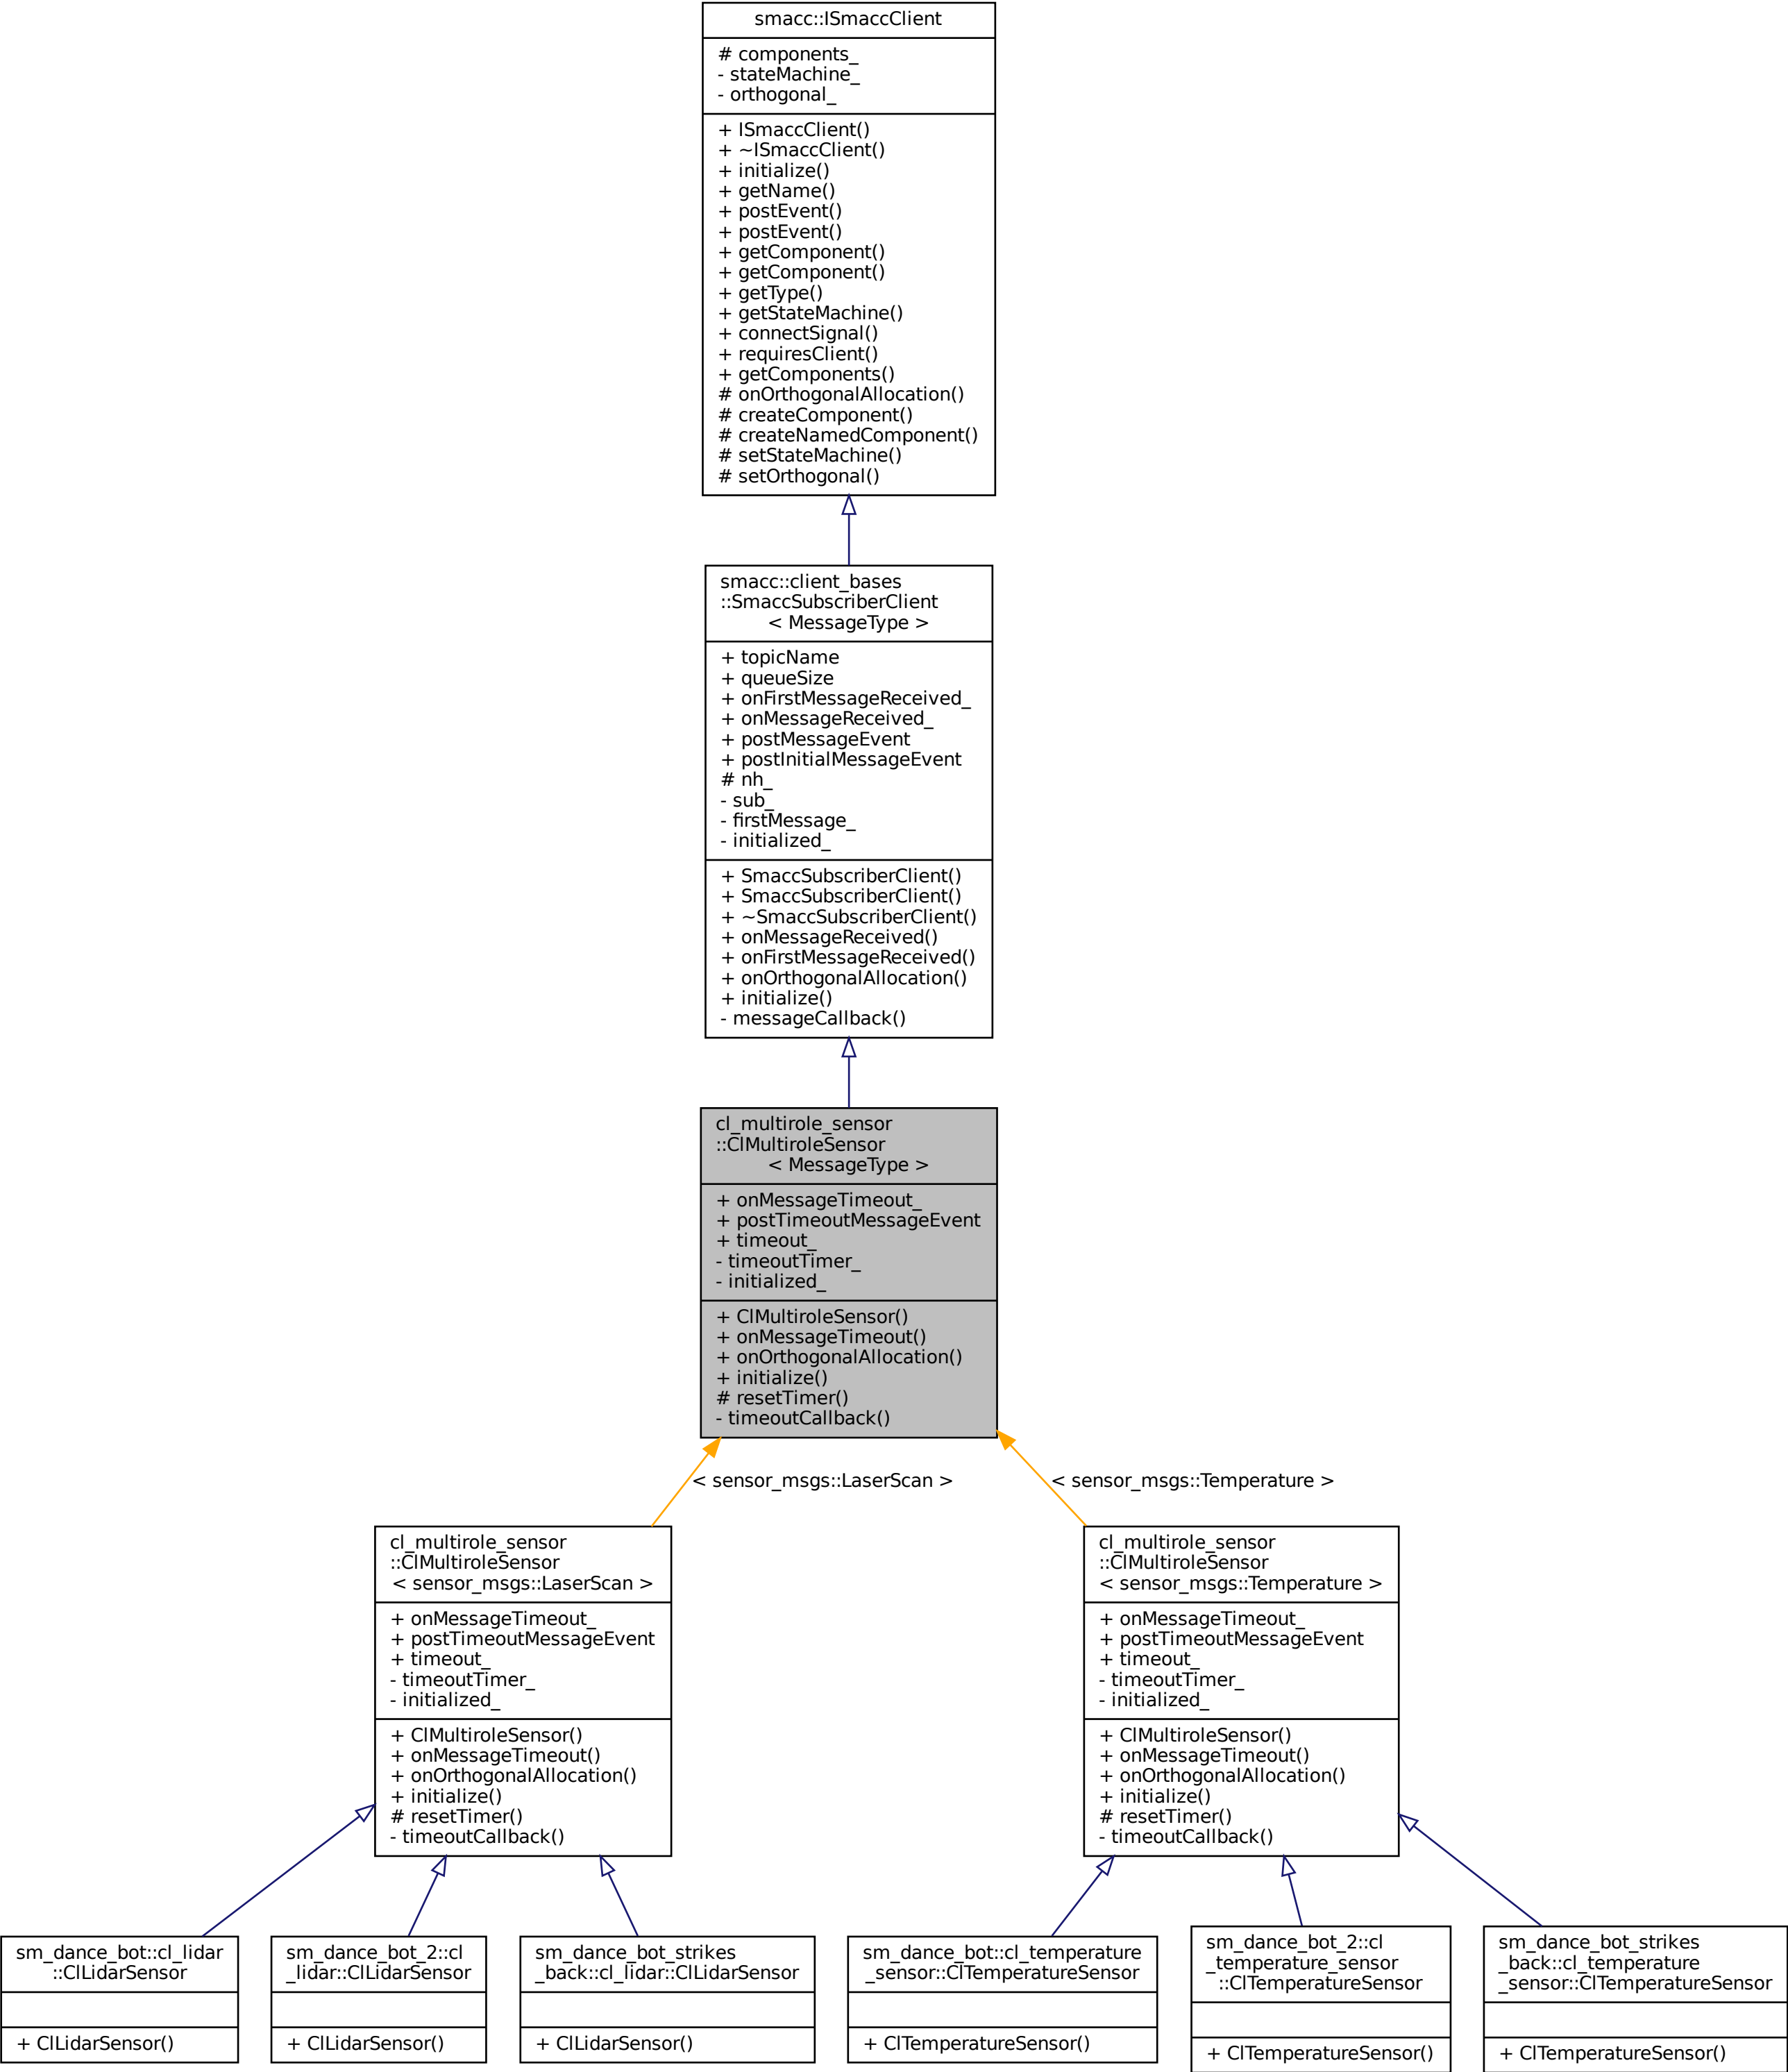 smacc::ISmaccClient
# components_
- stateMachine_
- orthogonal_
+ ISmaccClient()
+ ~ISmaccClient()
+ initialize()
+ getName()
+ postEvent()
+ postEvent()
+ getComponent()
+ getComponent()
+ getType()
+ getStateMachine()
+ connectSignal()
+ requiresClient()
+ getComponents()
# onOrthogonalAllocation()
# createComponent()
# createNamedComponent()
# setStateMachine()
# setOrthogonal()
smacc::client_bases
::SmaccSubscriberClient
< MessageType >
+ topicName
+ queueSize
+ onFirstMessageReceived_
+ onMessageReceived_
+ postMessageEvent
+ postInitialMessageEvent
# nh_
- sub_
- firstMessage_
- initialized_
+ SmaccSubscriberClient()
+ SmaccSubscriberClient()
+ ~SmaccSubscriberClient()
+ onMessageReceived()
+ onFirstMessageReceived()
+ onOrthogonalAllocation()
+ initialize()
- messageCallback()
cl_multirole_sensor
::ClMultiroleSensor
< MessageType >
+ onMessageTimeout_
+ postTimeoutMessageEvent
+ timeout_
- timeoutTimer_
- initialized_
+ ClMultiroleSensor()
+ onMessageTimeout()
+ onOrthogonalAllocation()
+ initialize()
# resetTimer()
- timeoutCallback()
< sensor_msgs::LaserScan >
< sensor_msgs::Temperature >
cl_multirole_sensor
::ClMultiroleSensor
< sensor_msgs::LaserScan >
+ onMessageTimeout_
+ postTimeoutMessageEvent
+ timeout_
- timeoutTimer_
- initialized_
+ ClMultiroleSensor()
+ onMessageTimeout()
+ onOrthogonalAllocation()
+ initialize()
# resetTimer()
- timeoutCallback()
cl_multirole_sensor
::ClMultiroleSensor
< sensor_msgs::Temperature >
+ onMessageTimeout_
+ postTimeoutMessageEvent
+ timeout_
- timeoutTimer_
- initialized_
+ ClMultiroleSensor()
+ onMessageTimeout()
+ onOrthogonalAllocation()
+ initialize()
# resetTimer()
- timeoutCallback()
sm_dance_bot::cl_lidar
::ClLidarSensor
+ ClLidarSensor()
sm_dance_bot_2::cl
_lidar::ClLidarSensor
+ ClLidarSensor()
sm_dance_bot_strikes
_back::cl_lidar::ClLidarSensor
+ ClLidarSensor()
sm_dance_bot::cl_temperature
_sensor::ClTemperatureSensor
+ ClTemperatureSensor()
sm_dance_bot_2::cl
_temperature_sensor
::ClTemperatureSensor
+ ClTemperatureSensor()
sm_dance_bot_strikes
_back::cl_temperature
_sensor::ClTemperatureSensor
+ ClTemperatureSensor()